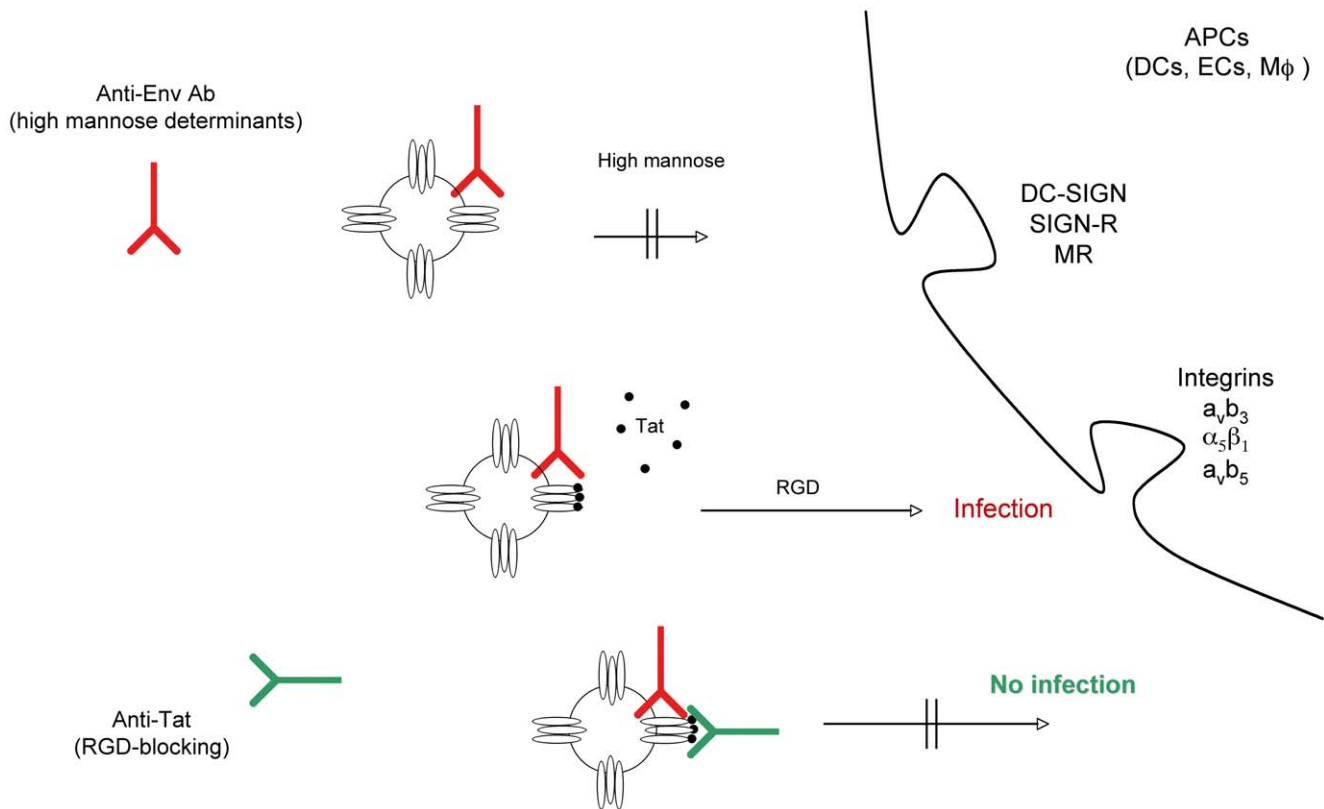 APCs
(DCs, ECs, Mϕ )
Anti-Env Ab
(high mannose determinants)
High mannose
DC-SIGN
SIGN-R
MR
Integrins
aᵥb₃
α₅β₁
aᵥb₅
Tat
RGD
Infection
No infection
Anti-Tat
(RGD-blocking)